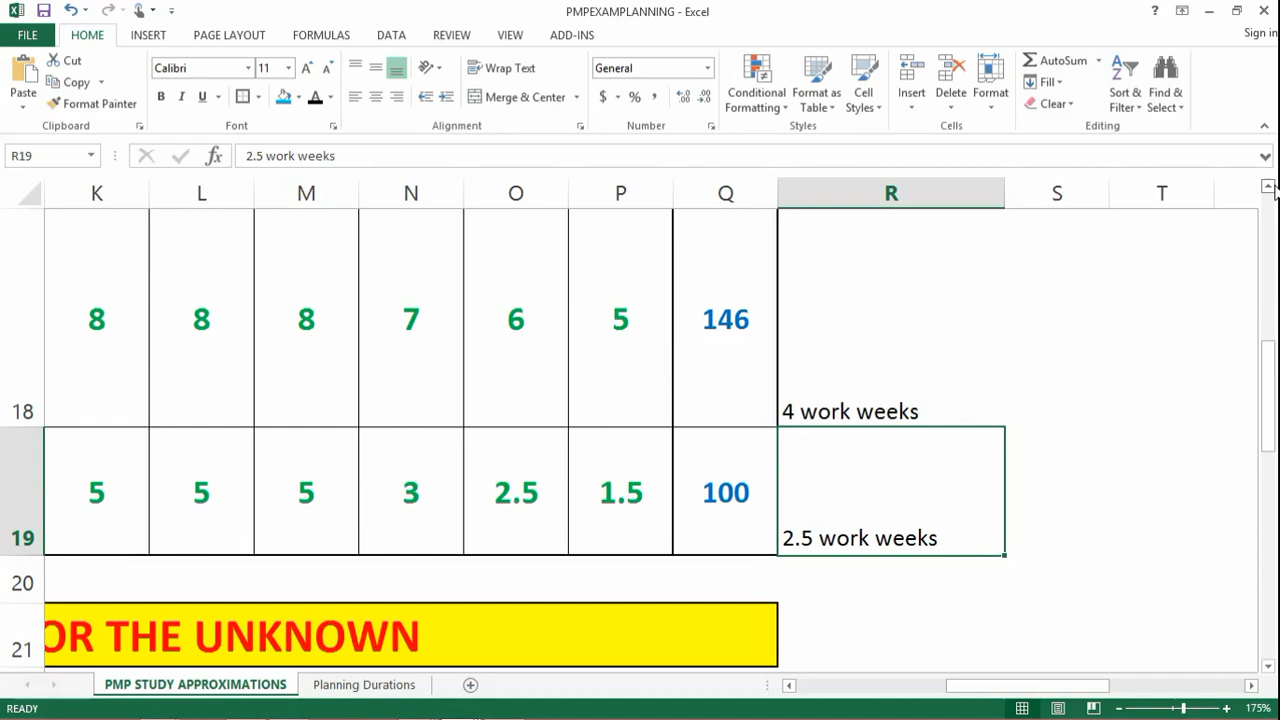 PMPEXAMPLANNING - Excel
?
FILE HOME INSERT PAGE LAYOUT FORMULAS DATA REVIEW VIEW ADD-INS Sign in
Paste
Cut
Copy
Format Painter
Clipboard
Calibri 11
B I U
Font
Wrap Text
Merge & Center
Alignment
General
$ % ,
Number
Conditional Formatting
Format as Table
Cell Styles
Styles
Insert Delete Format
Cells
AutoSum
Fill
Clear
Sort & Filter
Find & Select
Editing
R19 fx 2.5 work weeks
K L M N O P Q R S T
18 8 8 8 7 6 5 146 4 work weeks
19 5 5 5 3 2.5 1.5 100 2.5 work weeks
20
21 OR THE UNKNOWN
PMP STUDY APPROXIMATIONS Planning Durations
READY 175%